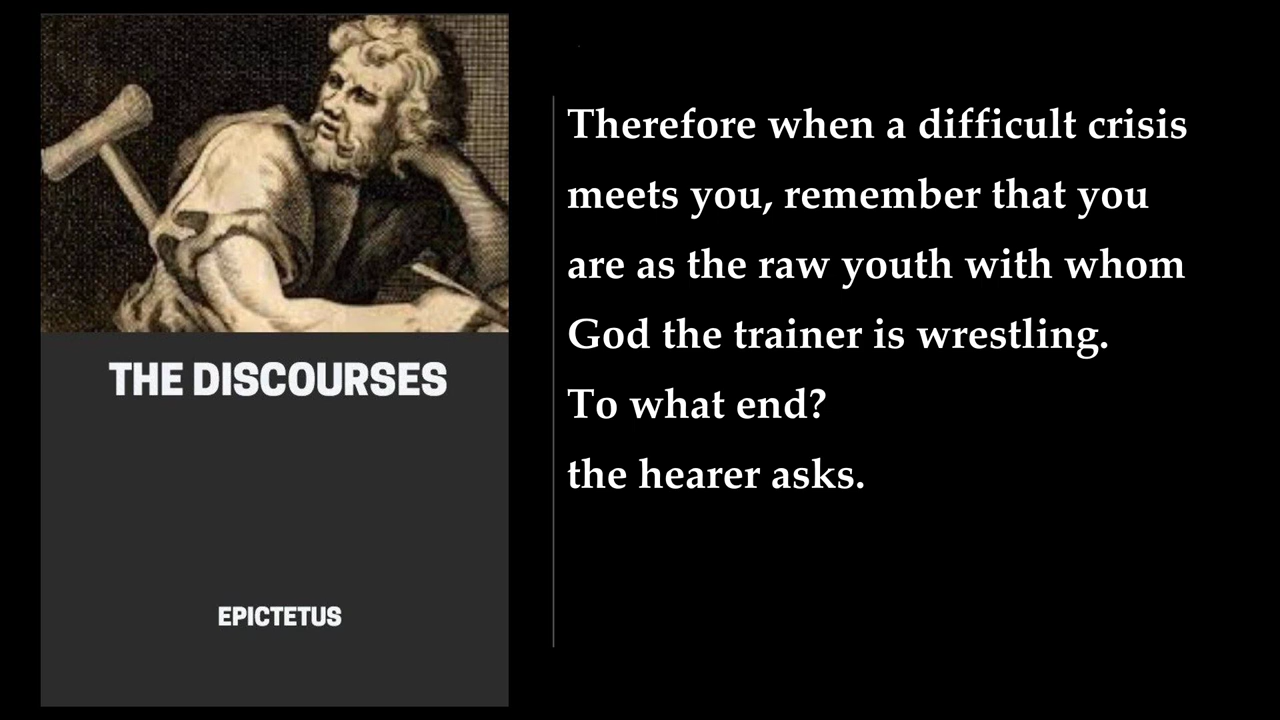 THE DISCOURSES
EPICTETUS
Therefore when a difficult crisis
meets you, remember that you
are as the raw youth with whom
God the trainer is wrestling.
To what end?
the hearer asks.